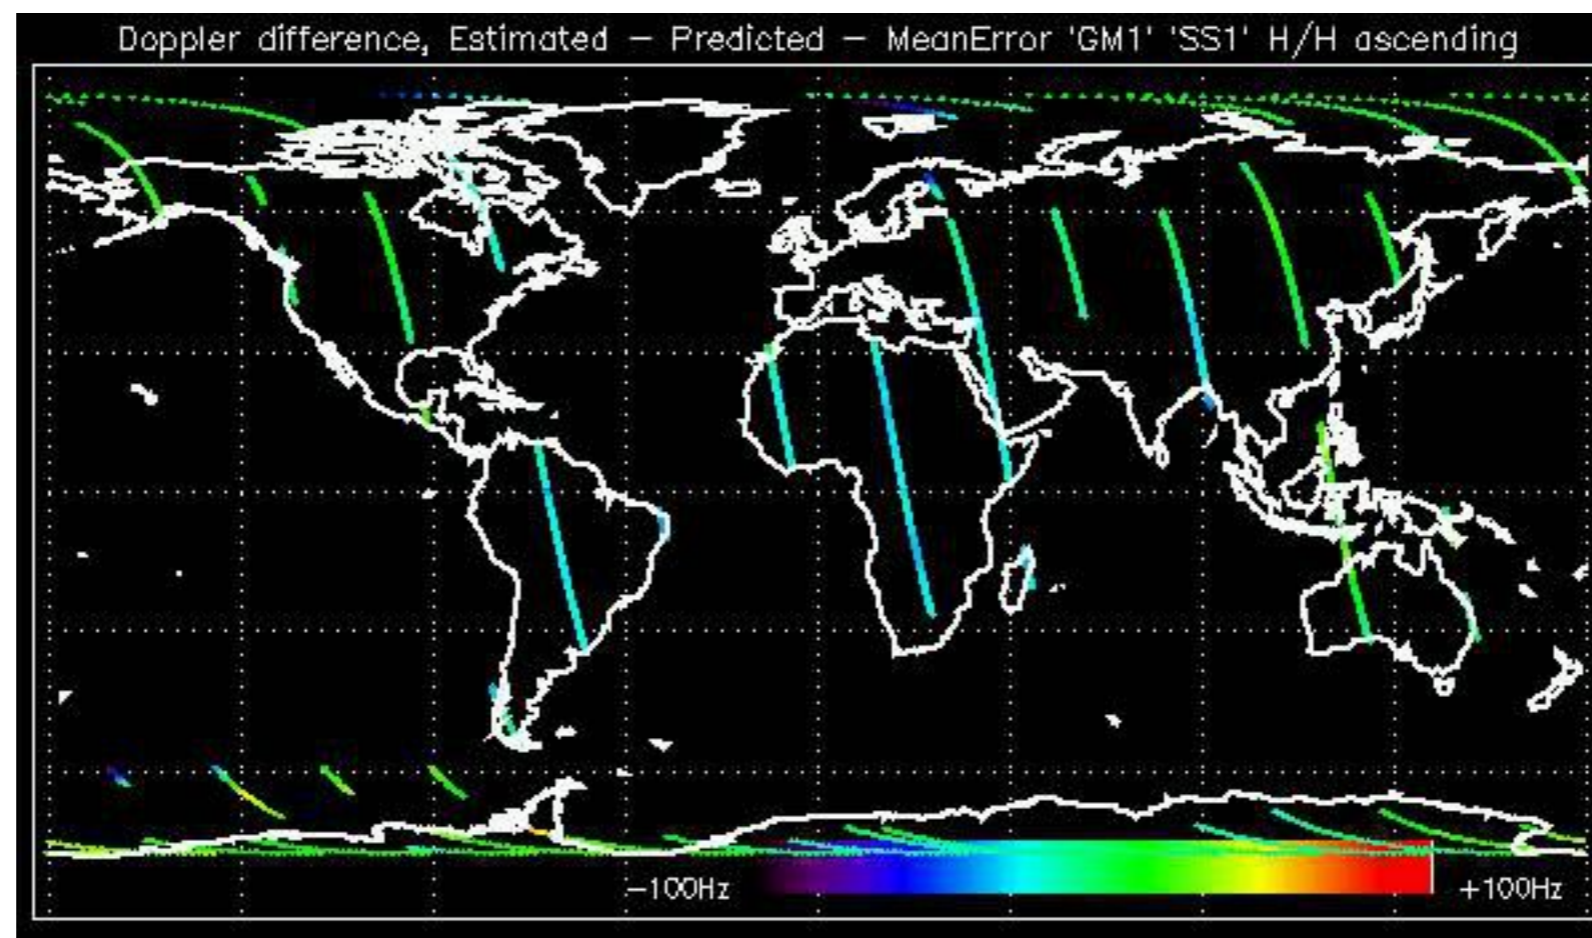 Doppler difference, Estimated – Predicted – MeanError 'GM1' 'SS1' H/H ascending
–100Hz
+100Hz